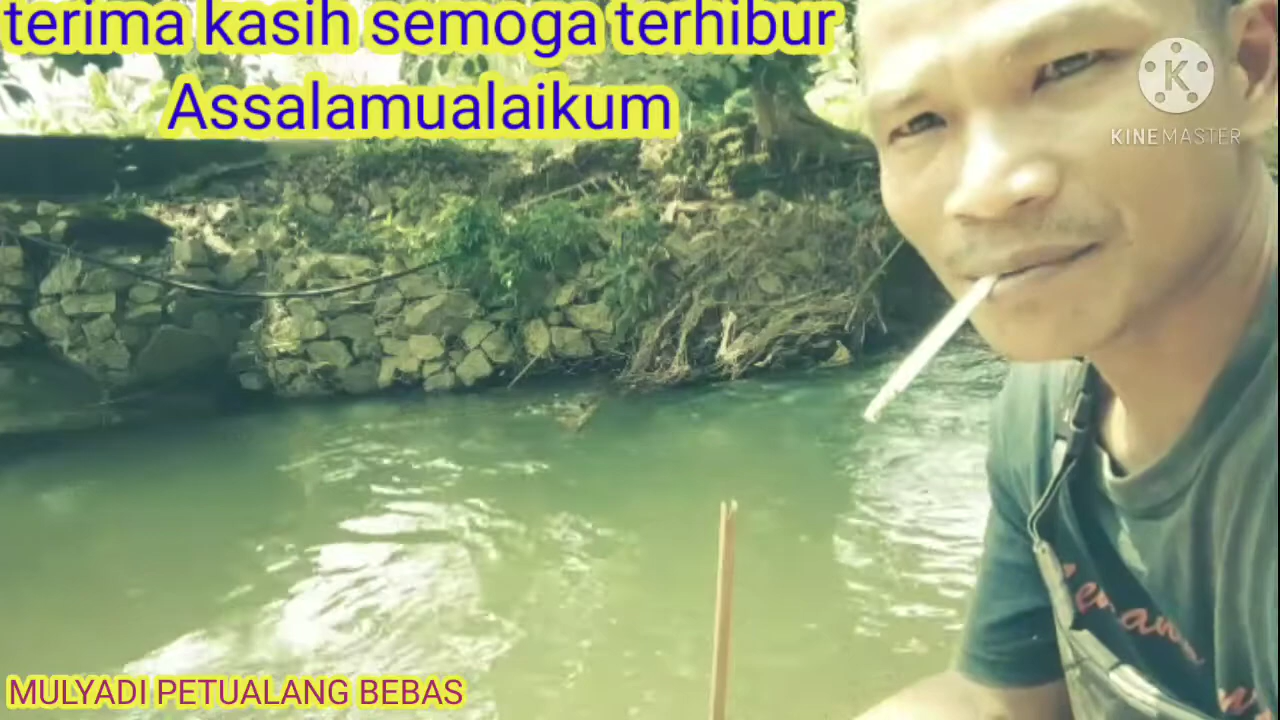 terima kasih semoga terhibur
Assalamualaikum
K
KINEMASTER
MULYADI PETUALANG BEBAS